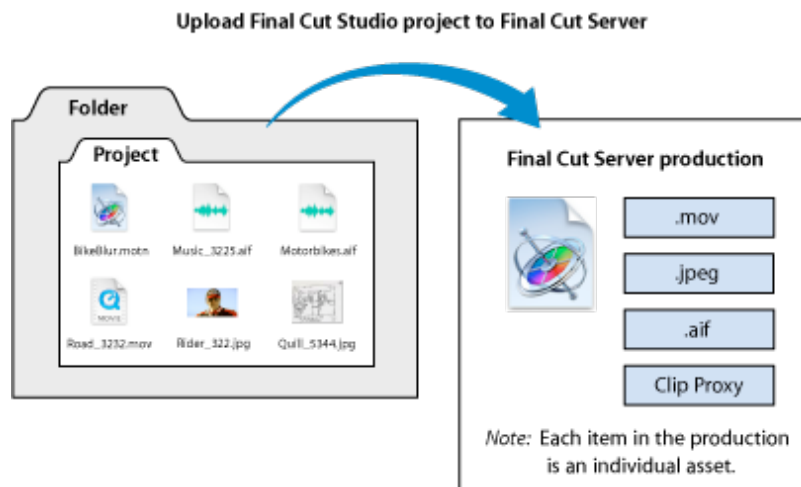 Upload Final Cut Studio project to Final Cut Server
Folder
Project
BikeBlur.motn
Music_3225.aif
Motorbikes.aif
MOVIE
Road_3232.mov
Rider_322.jpg
Quill_5344.jpg
Final Cut Server production
.mov
.jpeg
.aif
Clip Proxy
Note: Each item in the production
is an individual asset.